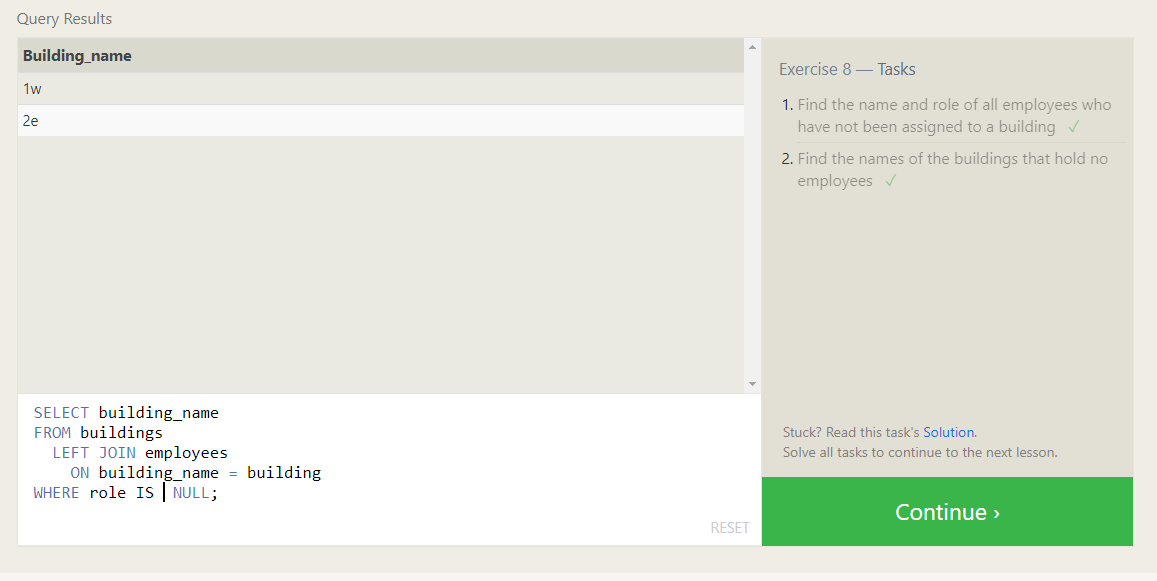 Query Results
Building_name
1w
2e
SELECT building_name
FROM buildings
LEFT JOIN employees
ON building_name = building
WHERE role IS NULL;
RESET
Exercise 8 — Tasks
1. Find the name and role of all employees who
have not been assigned to a building ✓
2. Find the names of the buildings that hold no
employees ✓
Stuck? Read this task's Solution.
Solve all tasks to continue to the next lesson.
Continue ›